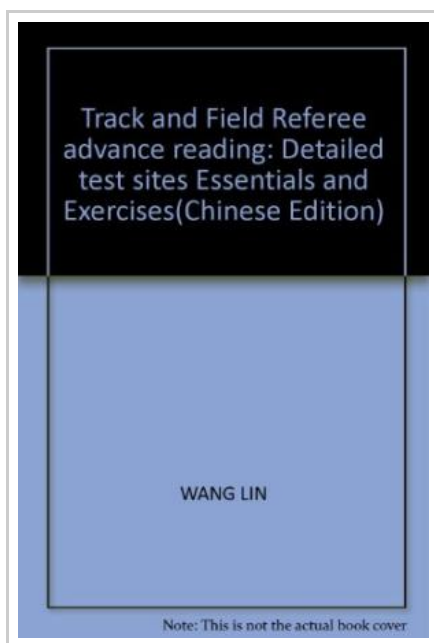 Track and Field Referee
advance reading: Detailed
test sites Essentials and
Exercises(Chinese Edition)
WANG LIN
Note: This is not the actual book cover